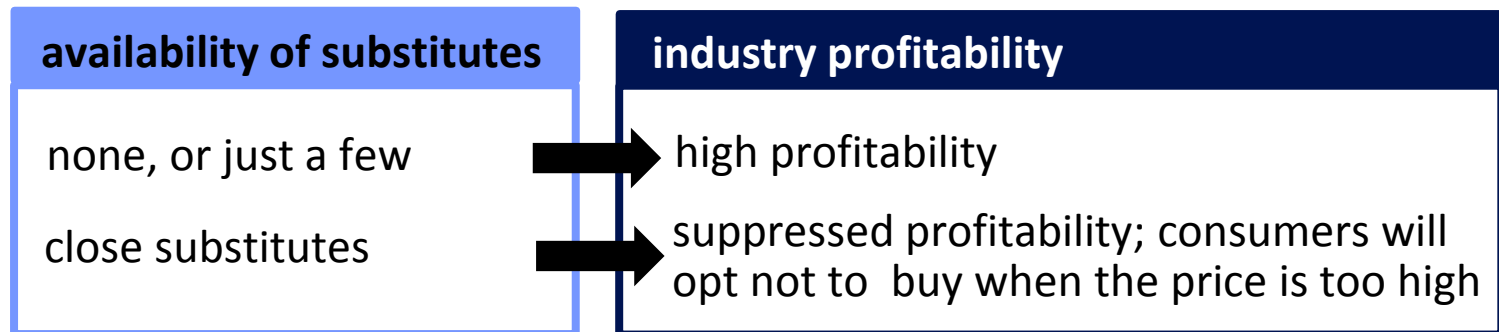 availability of substitutes
industry profitability
none, or just a few
high profitability
close substitutes
suppressed profitability; consumers will
opt not to  buy when the price is too high